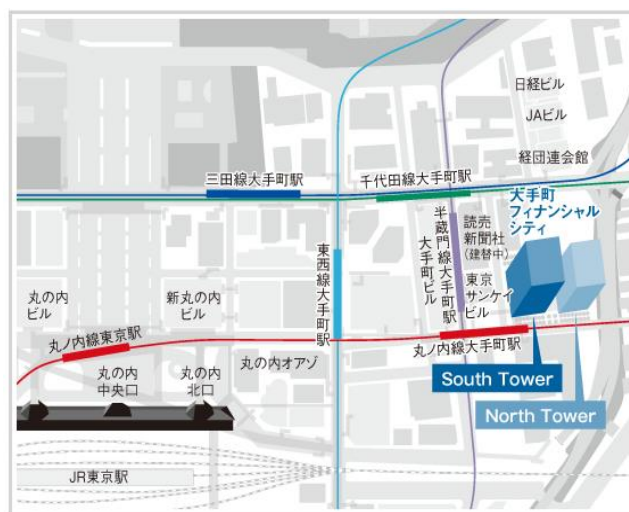 日経ビル
JAビル
経団連会館
三田線大手町駅
千代田線大手町駅
大手町
フィナンシャル
シティ
読売
新聞社
(建替中)
半蔵門線大手町駅
大手町ビル
東西線大手町駅
東京
サンケイ
ビル
丸の内
ビル
新丸の内
ビル
丸ノ内線東京駅
丸の内オアゾ
丸ノ内線大手町駅
丸の内
中央口
丸の内
北口
South Tower
North Tower
JR東京駅